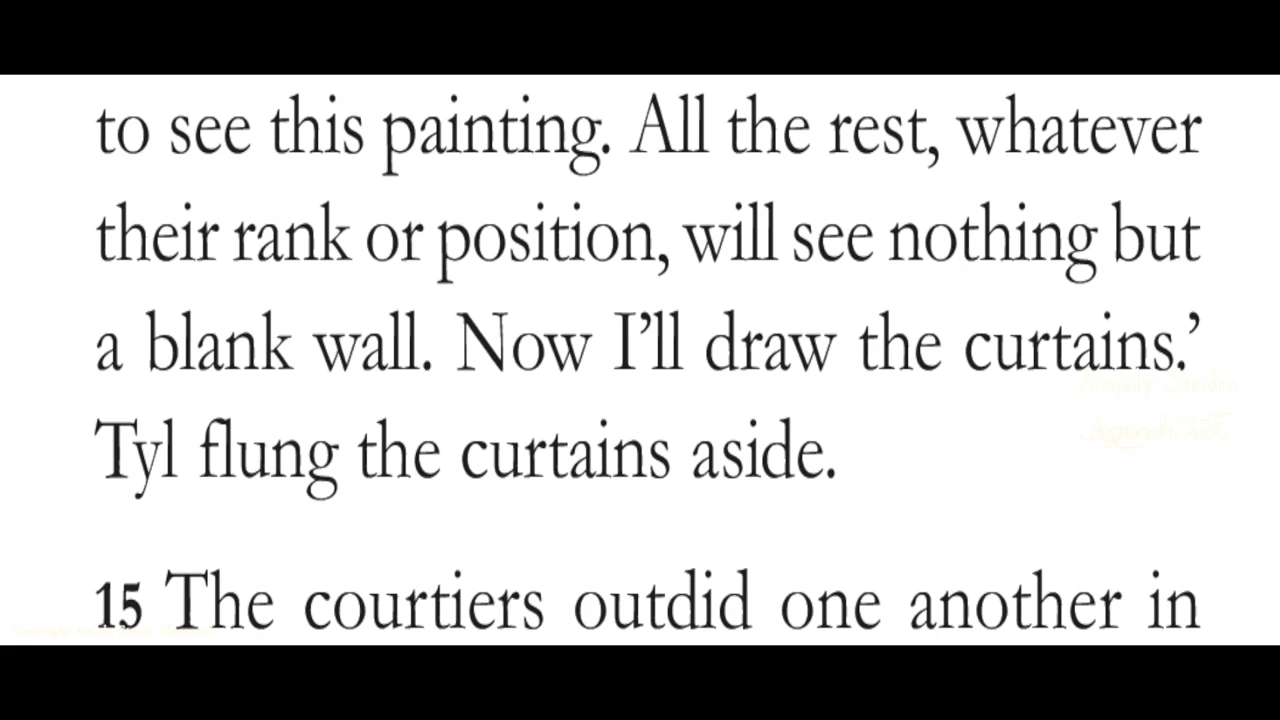 to see this painting. All the rest, whatever
their rank or position, will see nothing but
a blank wall. Now I’ll draw the curtains.’
Tyl flung the curtains aside.
15 The courtiers outdid one another in